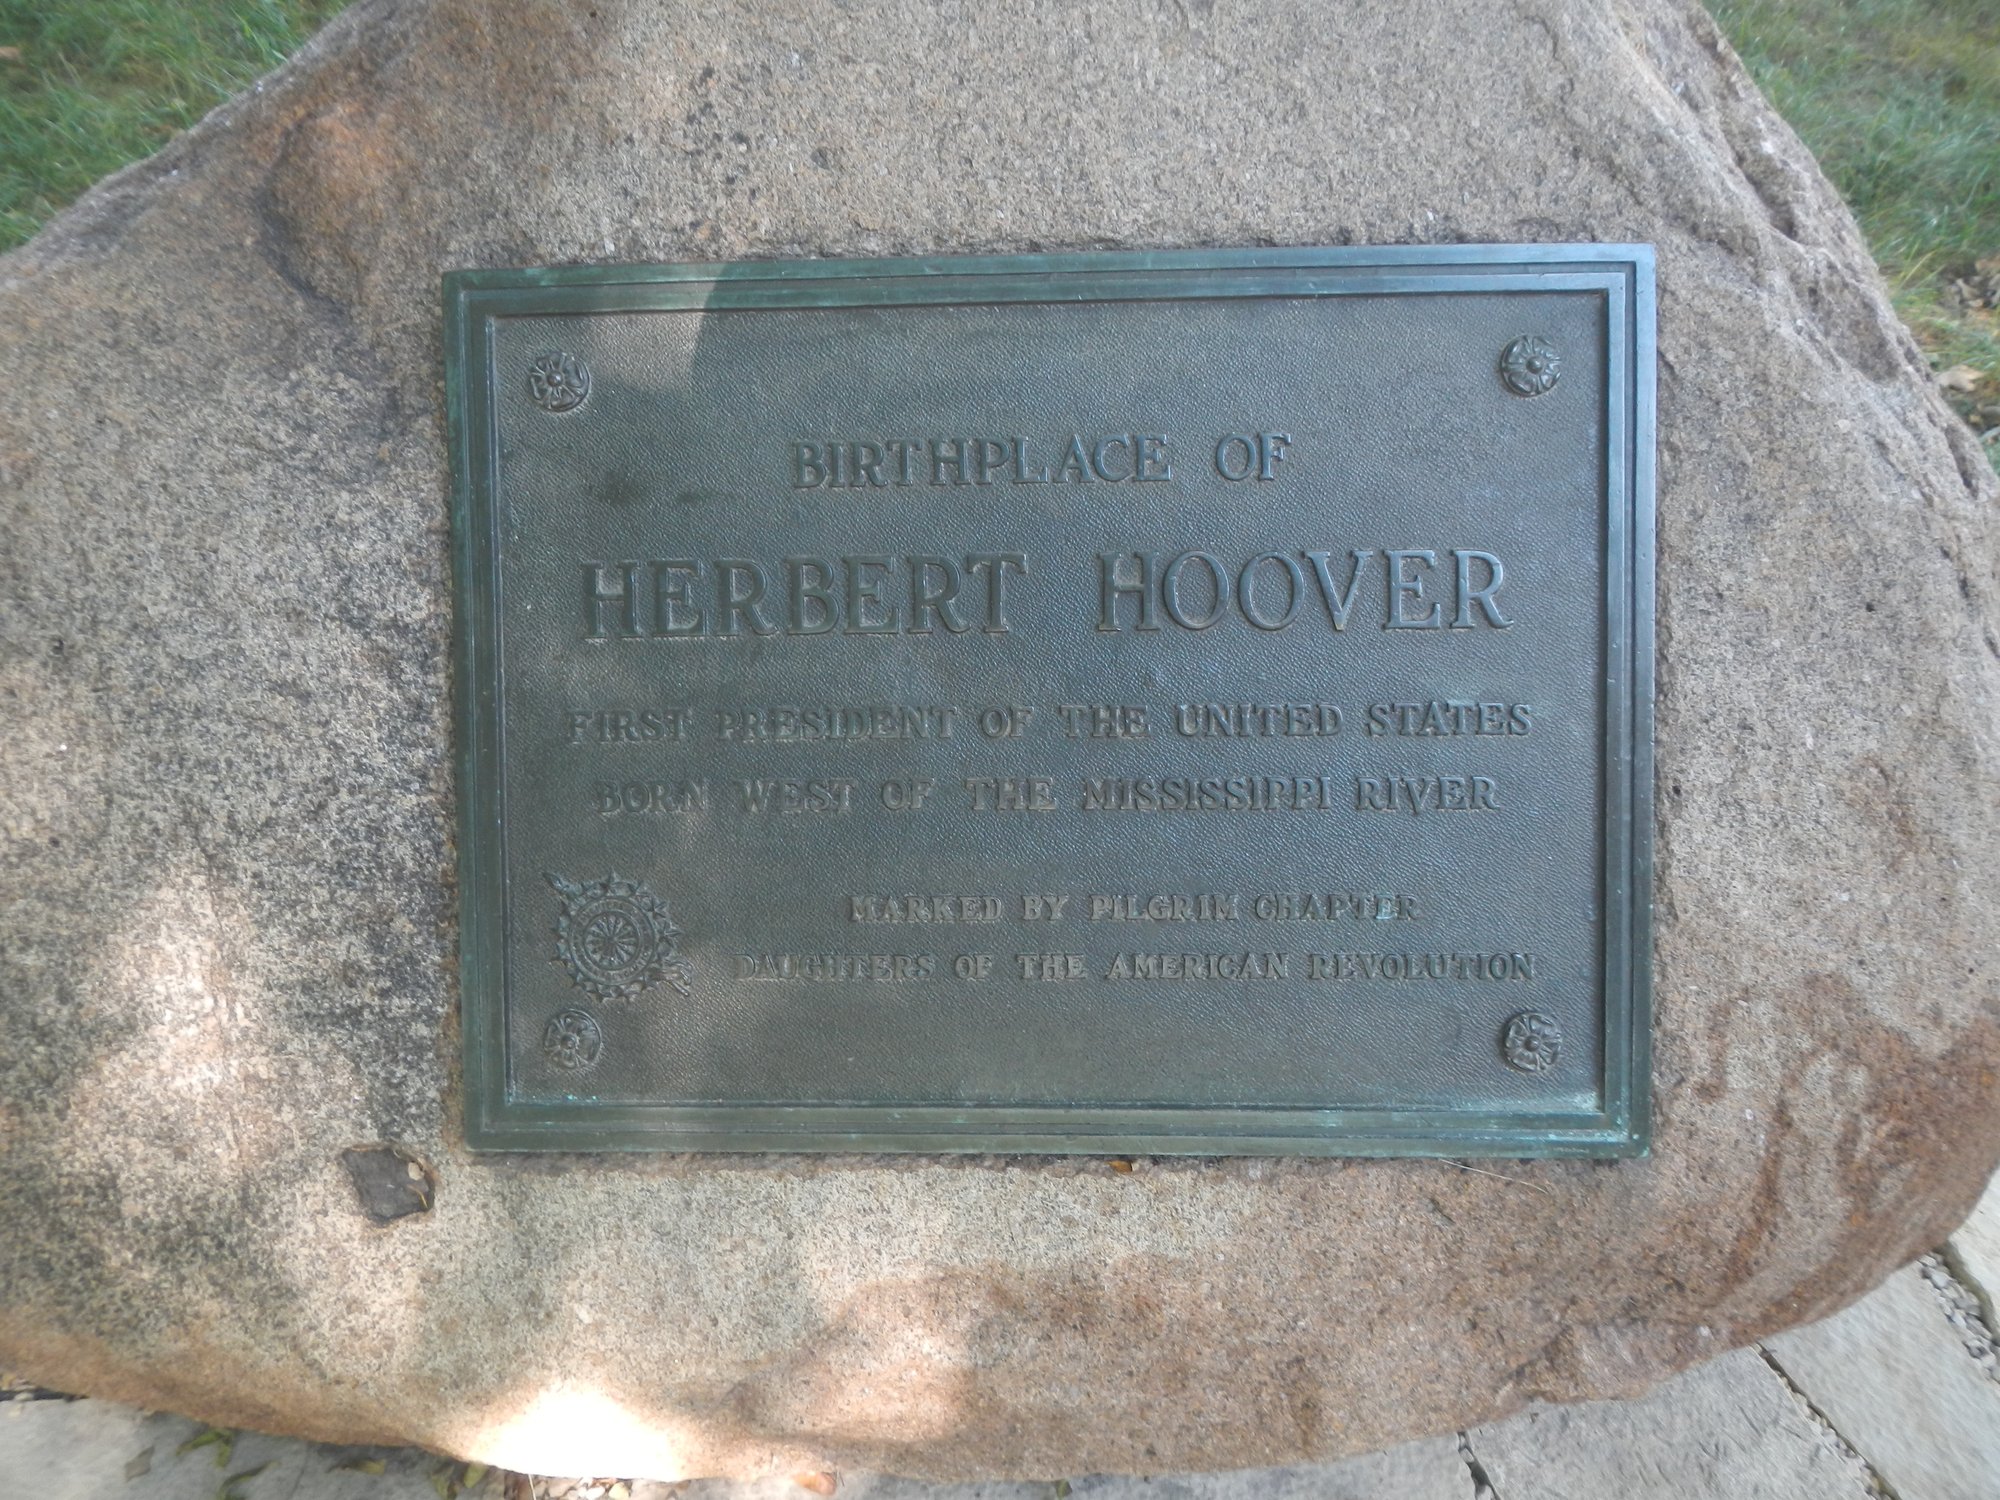 BIRTHPLACE OF
HERBERT HOOVER
FIRST PRESIDENT OF THE UNITED STATES
BORN WEST OF THE MISSISSIPPI RIVER
MARKED BY PILGRIM CHAPTER
DAUGHTERS OF THE AMERICAN REVOLUTION